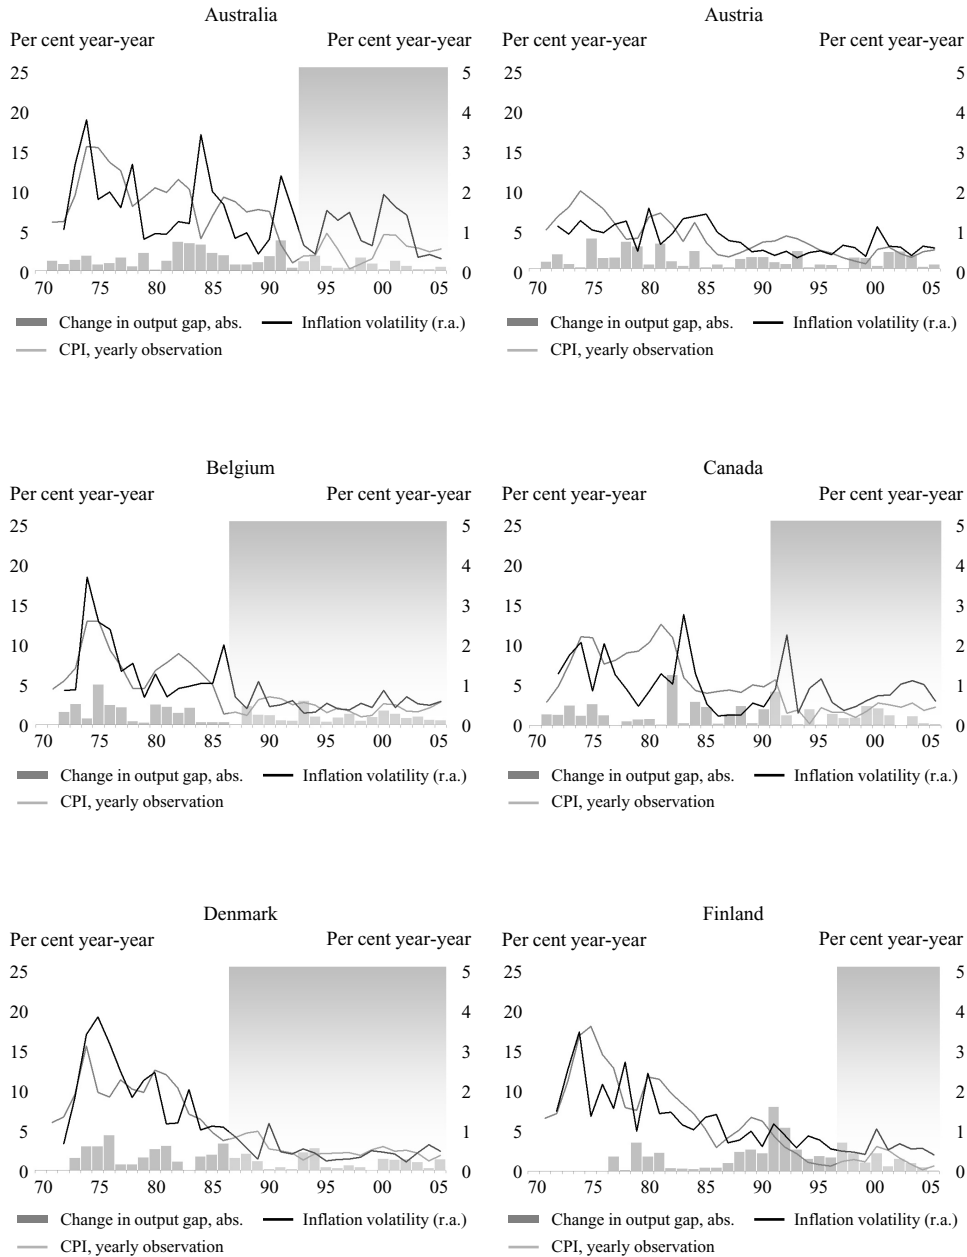 Australia
Per cent year-year Per cent year-year
25 5
20 4
15 3
10 2
5 1
0 0
70 75 80 85 90 95 00 05
Change in output gap, abs. Inflation volatility (r.a.)
CPI, yearly observation
Austria
Per cent year-year Per cent year-year
25 5
20 4
15 3
10 2
5 1
0 0
70 75 80 85 90 95 00 05
Change in output gap, abs. Inflation volatility (r.a.)
CPI, yearly observation
Belgium
Per cent year-year Per cent year-year
25 5
20 4
15 3
10 2
5 1
0 0
70 75 80 85 90 95 00 05
Change in output gap, abs. Inflation volatility (r.a.)
CPI, yearly observation
Canada
Per cent year-year Per cent year-year
25 5
20 4
15 3
10 2
5 1
0 0
70 75 80 85 90 95 00 05
Change in output gap, abs. Inflation volatility (r.a.)
CPI, yearly observation
Denmark
Per cent year-year Per cent year-year
25 5
20 4
15 3
10 2
5 1
0 0
70 75 80 85 90 95 00 05
Change in output gap, abs. Inflation volatility (r.a.)
CPI, yearly observation
Finland
Per cent year-year Per cent year-year
25 5
20 4
15 3
10 2
5 1
0 0
70 75 80 85 90 95 00 05
Change in output gap, abs. Inflation volatility (r.a.)
CPI, yearly observation